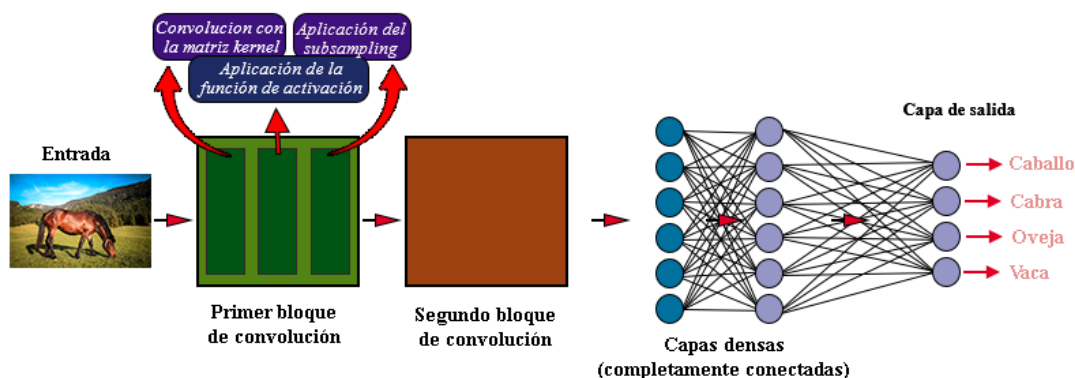 Convolucion con
la matriz kernel
Aplicación del
subsampling
Aplicación de la
función de activación
Entrada
Primer bloque
de convolución
Segundo bloque
de convolución
Capas densas
(completamente conectadas)
Capa de salida
Caballo
Cabra
Oveja
Vaca